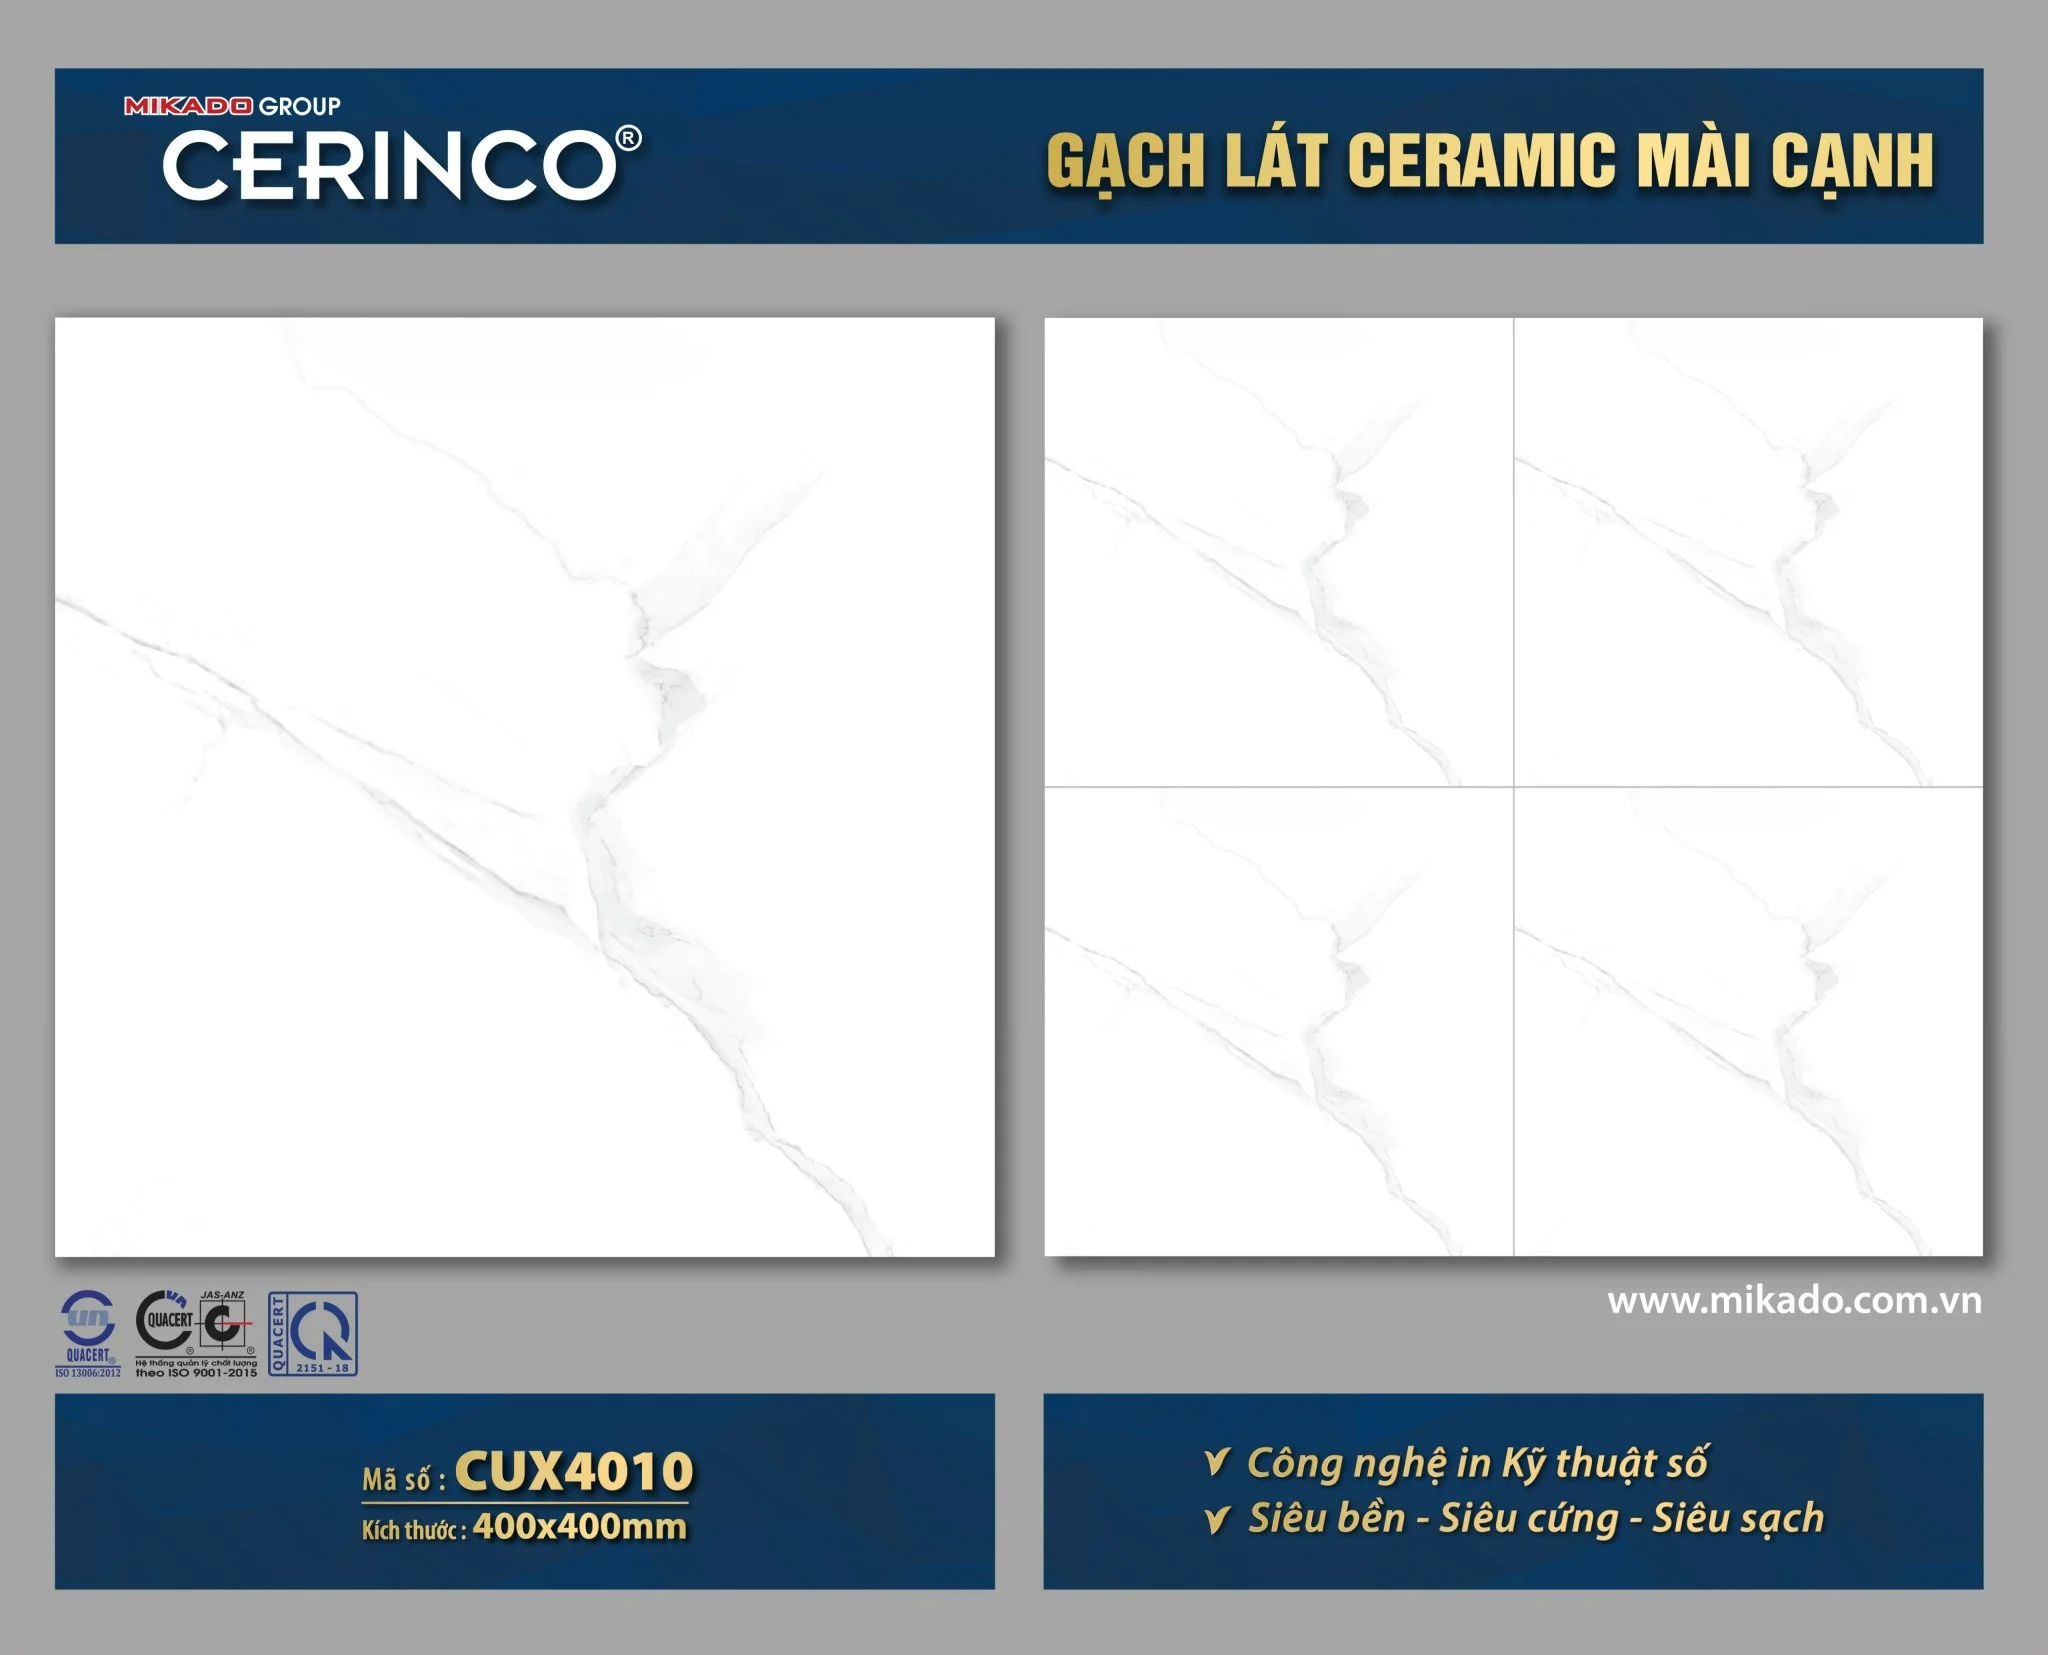 MIKADO GROUP
CERINCO®
GẠCH LÁT CERAMIC MÀI CẠNH
www.mikado.com.vn
un
QUACERT®
ISO 13006:2012
vn
QUACERT
JAS-ANZ
C
® ®
Hệ thống quản lý chất lượng
theo ISO 9001-2015
QUACERT
2151 - 18
Mã số : CUX4010
Kích thước : 400x400mm
Công nghệ in Kỹ thuật số
Siêu bền - Siêu cứng - Siêu sạch